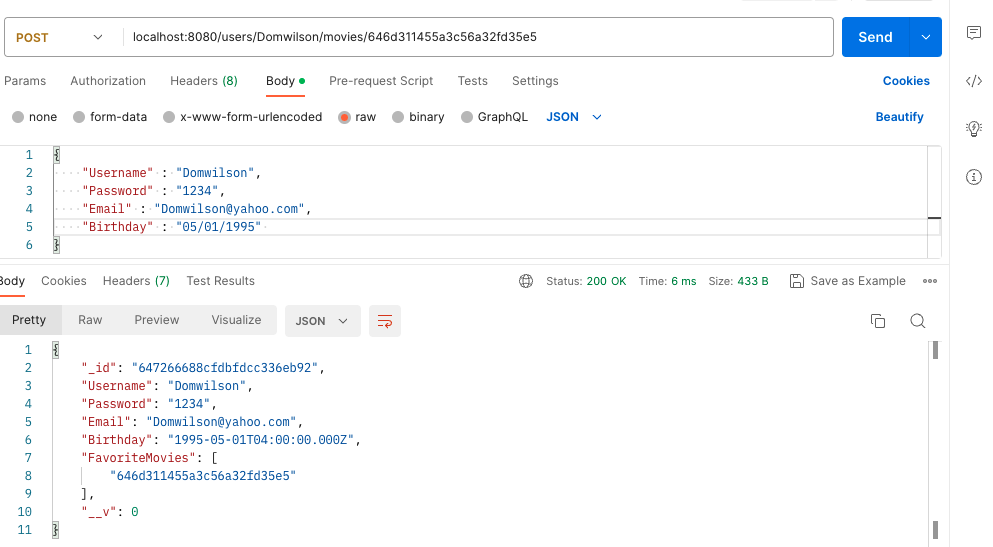 POST localhost:8080/users/Domwilson/movies/646d311455a3c56a32fd35e5 Send
Params Authorization Headers (8) Body Pre-request Script Tests Settings Cookies
none form-data x-www-form-urlencoded raw binary GraphQL JSON Beautify
1 {
2 "Username" : "Domwilson",
3 "Password" : "1234",
4 "Email" : "Domwilson@yahoo.com",
5 "Birthday" : "05/01/1995"
6 }
Body Cookies Headers (7) Test Results Status: 200 OK Time: 6 ms Size: 433 B Save as Example
Pretty Raw Preview Visualize JSON
1 {
2 "_id": "647266688cfdbfdcc336eb92",
3 "Username": "Domwilson",
4 "Password": "1234",
5 "Email": "Domwilson@yahoo.com",
6 "Birthday": "1995-05-01T04:00:00.000Z",
7 "FavoriteMovies": [
8 "646d311455a3c56a32fd35e5"
9 ],
10 "__v": 0
11 }